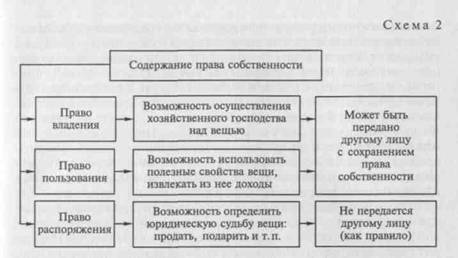 Схема 2
Содержание права собственности
Право
владения
Возможность осуществления
хозяйственного господства
над вещью
Может быть
передано
другому лицу
с сохранением
права
собственности
Право
пользования
Возможность использовать
полезные свойства вещи,
извлекать из нее доходы
Право
распоряжения
Возможность определить
юридическую судьбу вещи:
продать, подарить и т. п.
Не передается
другому лицу
(как правило)